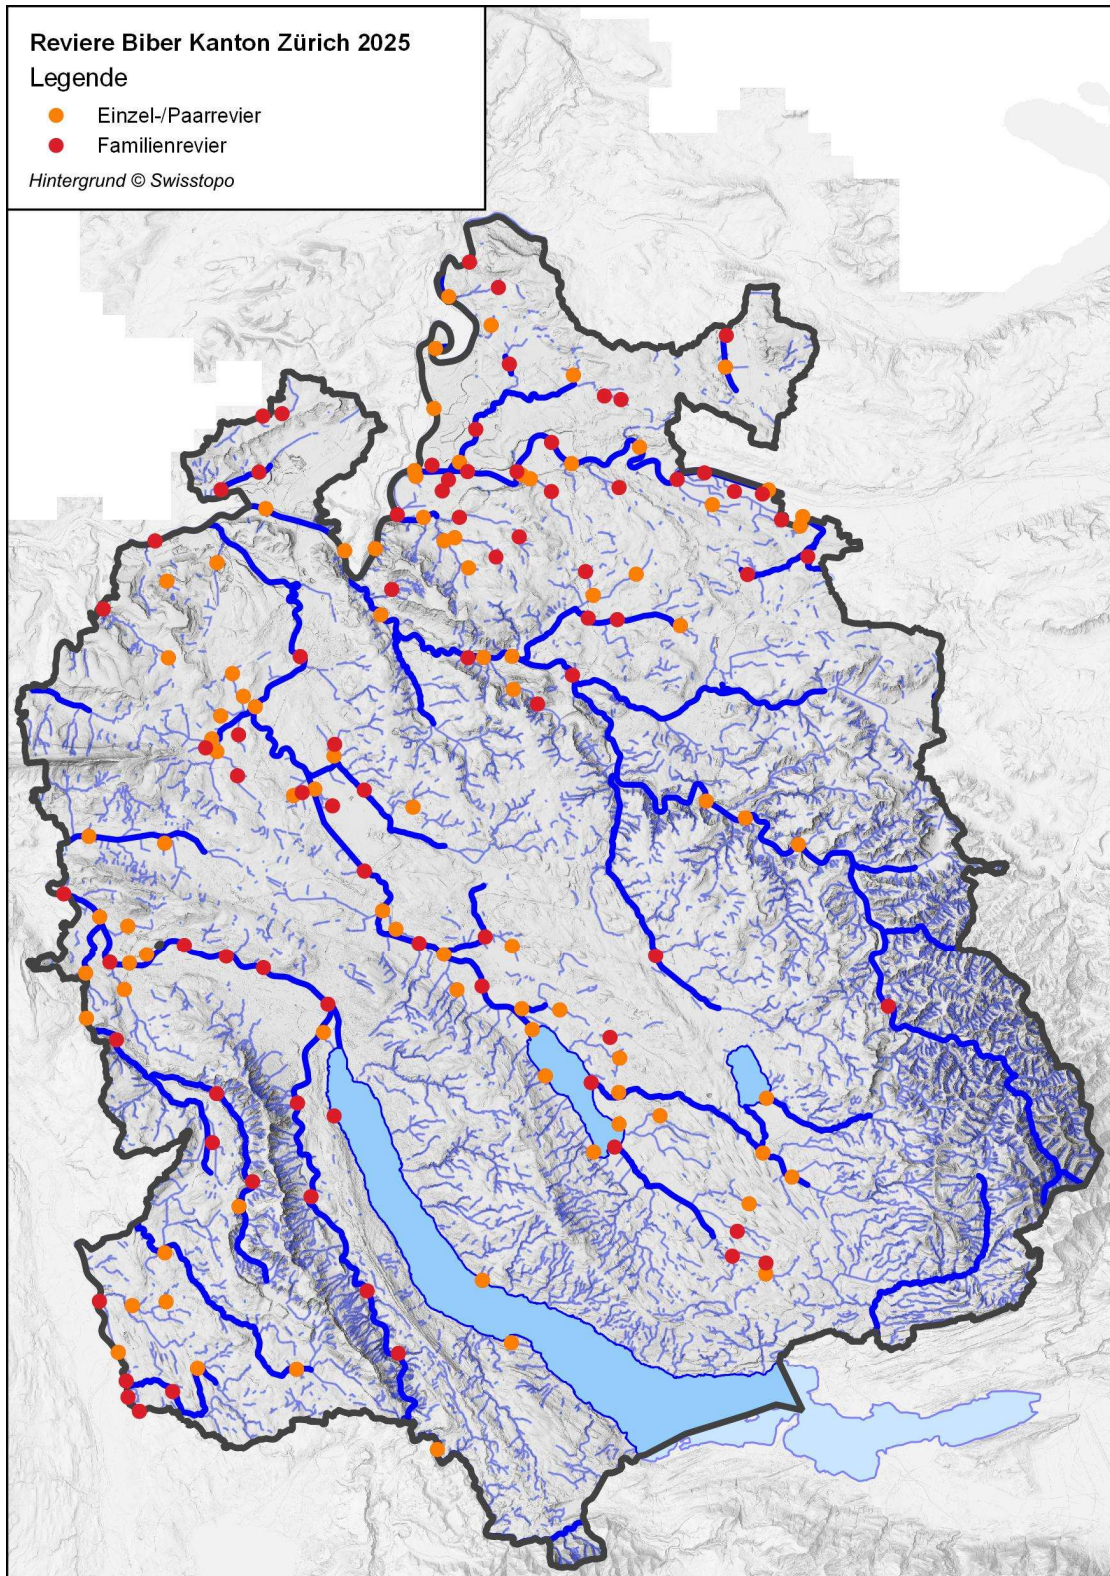 Reviere Biber Kanton Zürich 2025
Legende
Einzel-/Paarrevier
Familienrevier
Hintergrund © Swisstopo